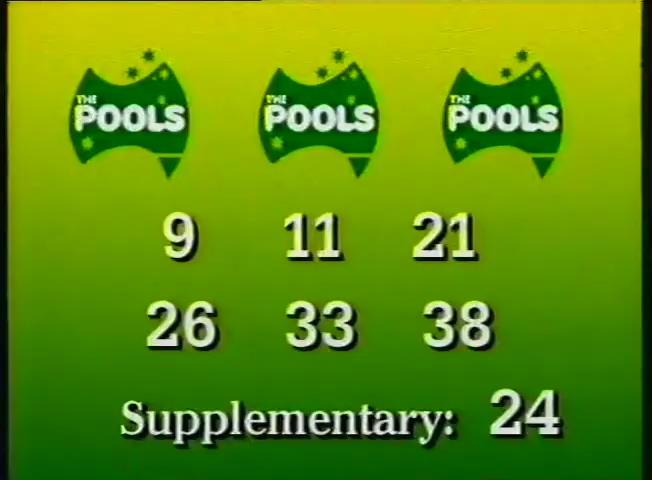 THE THE THE
POOLS POOLS POOLS
9 11 21
26 33 38
Supplementary: 24